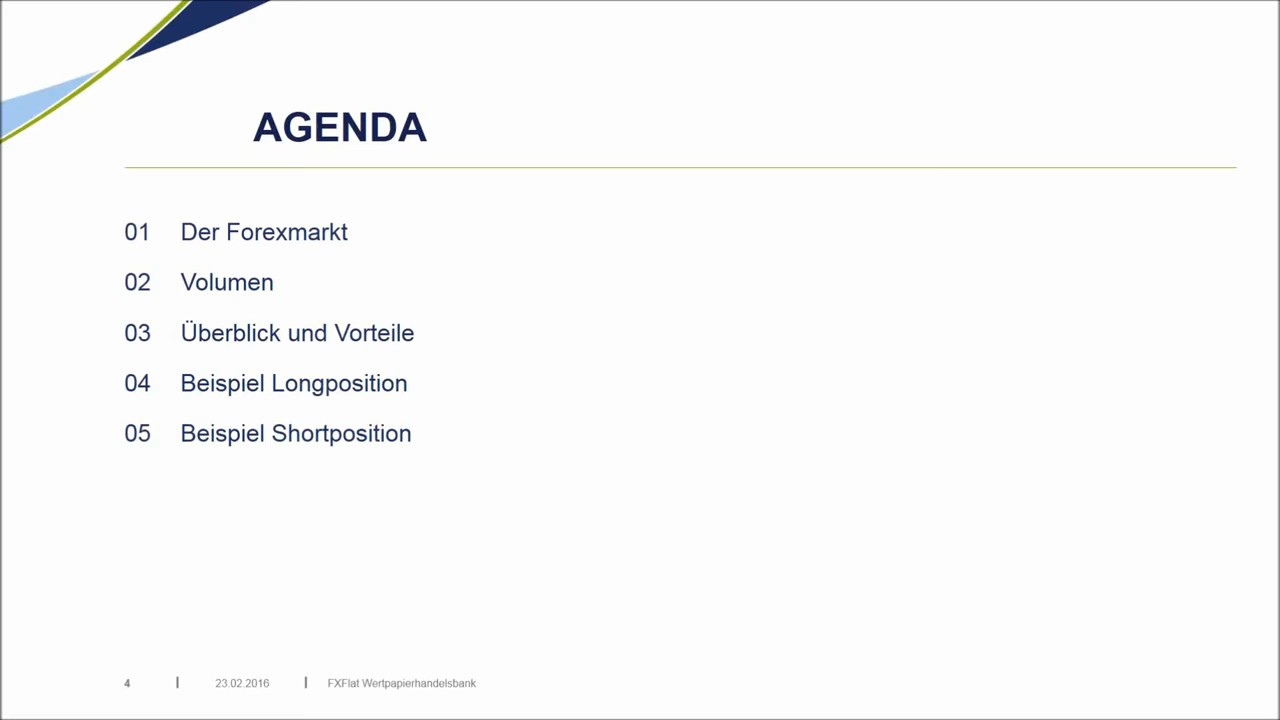 AGENDA
01 Der Forexmarkt
02 Volumen
03 Überblick und Vorteile
04 Beispiel Longposition
05 Beispiel Shortposition
4 | 23.02.2016 | FXFlat Wertpapierhandelsbank